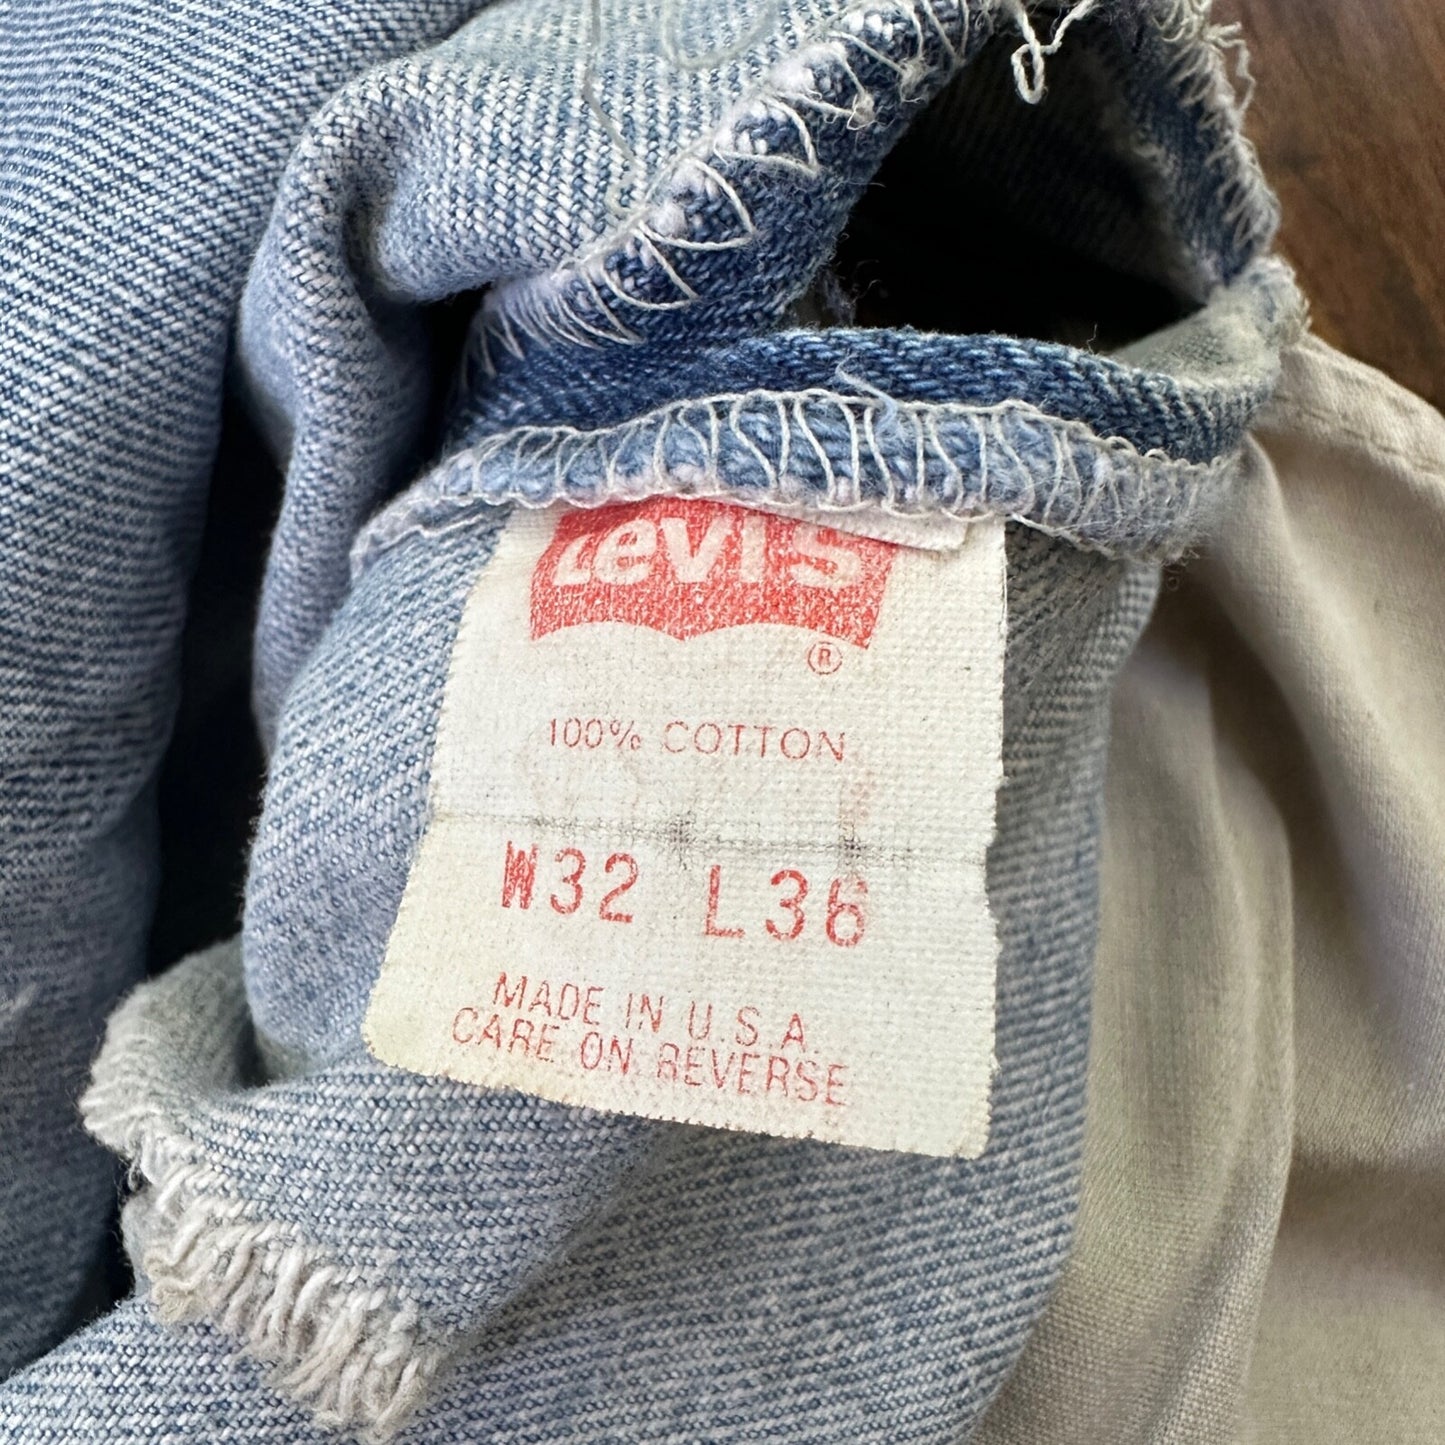 Levi's
®
100% COTTON
W32 L36
MADE IN U.S.A.
CARE ON REVERSE